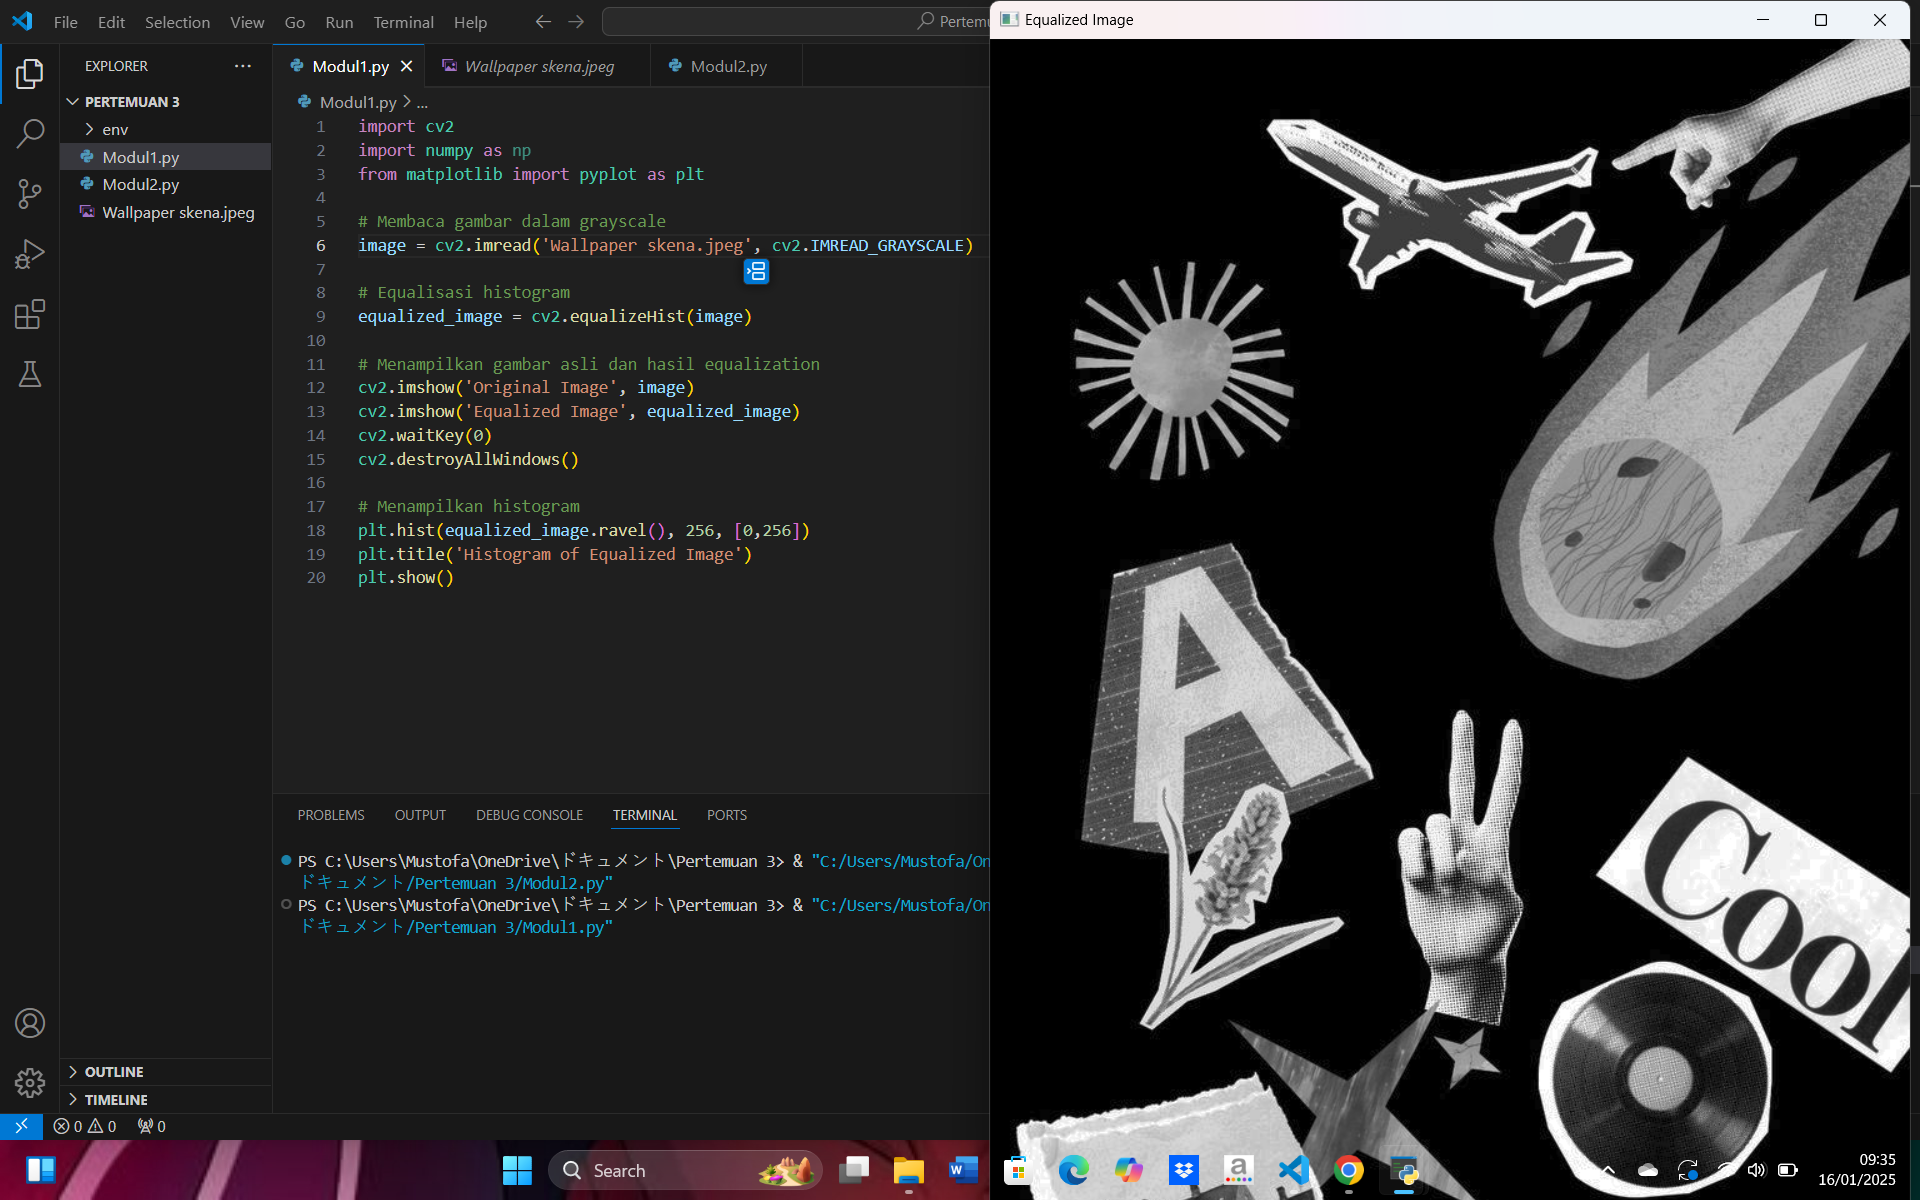 File Edit Selection View Go Run Terminal Help
EXPLORER
PERTEMUAN 3
env
Modul1.py
Modul2.py
Wallpaper skena.jpeg
Modul1.py
Wallpaper skena.jpeg
Modul2.py
Modul1.py > ...
1 import cv2
2 import numpy as np
3 from matplotlib import pyplot as plt
4
5 # Membaca gambar dalam grayscale
6 image = cv2.imread('Wallpaper skena.jpeg', cv2.IMREAD_GRAYSCALE)
7
8 # Equalisasi histogram
9 equalized_image = cv2.equalizeHist(image)
10
11 # Menampilkan gambar asli dan hasil equalization
12 cv2.imshow('Original Image', image)
13 cv2.imshow('Equalized Image', equalized_image)
14 cv2.waitKey(0)
15 cv2.destroyAllWindows()
16
17 # Menampilkan histogram
18 plt.hist(equalized_image.ravel(), 256, [0,256])
19 plt.title('Histogram of Equalized Image')
20 plt.show()
PROBLEMS OUTPUT DEBUG CONSOLE TERMINAL PORTS
PS C:\Users\Mustofa\OneDrive\ドキュメント\Pertemuan 3> & "C:/Users/Mustofa/On
ドキュメント/Pertemuan 3/Modul2.py"
PS C:\Users\Mustofa\OneDrive\ドキュメント\Pertemuan 3> & "C:/Users/Mustofa/On
ドキュメント/Pertemuan 3/Modul1.py"
OUTLINE
TIMELINE
0 0 0
Equalized Image
A
Cool
Search
09:35
16/01/2025